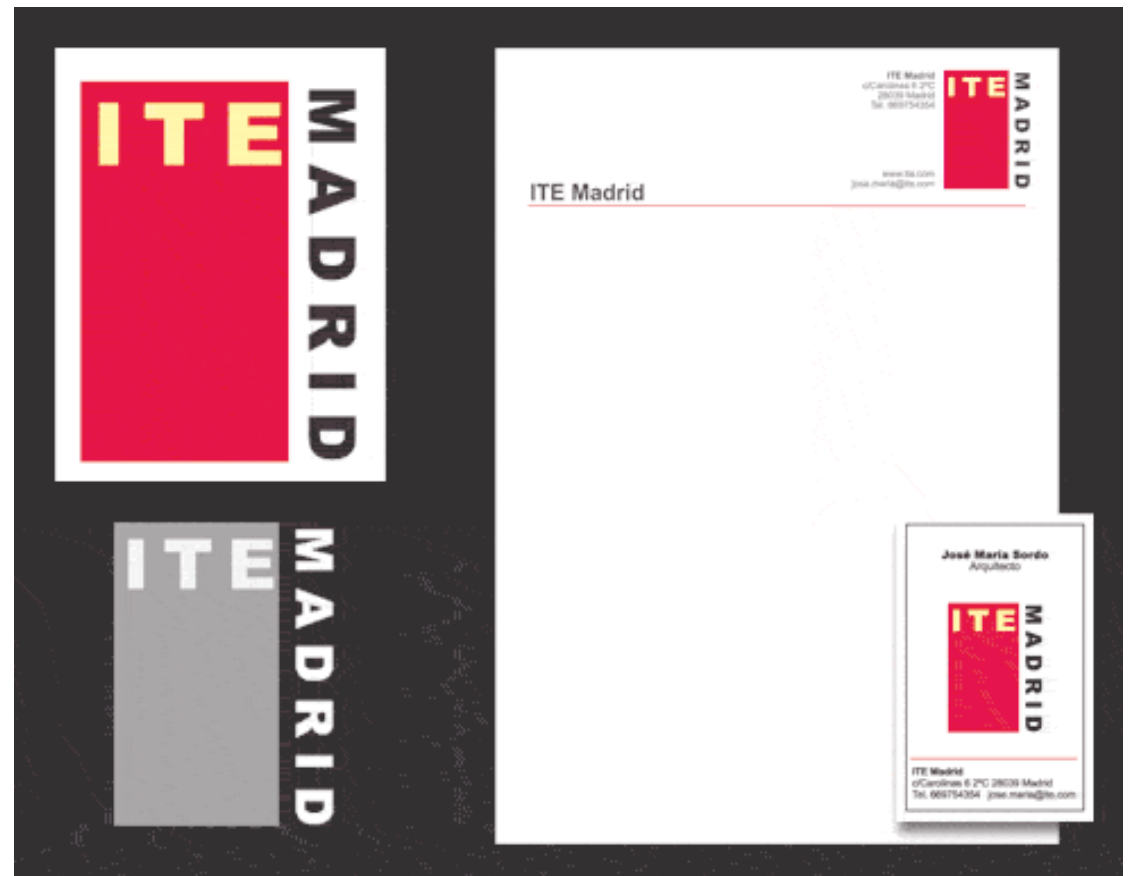 ITE
MADRID
ITE
MADRID
ITE Madrid
c/Carolinas 6 2ºC
28039 Madrid
Tel. 669754354
www.ite.com
jose.maria@ite.com
ITE
MADRID
ITE Madrid
José María Sordo
Arquitecto
ITE
MADRID
ITE Madrid
c/Carolinas 6 2ºC 28039 Madrid
Tel. 669754354 jose.maria@ite.com